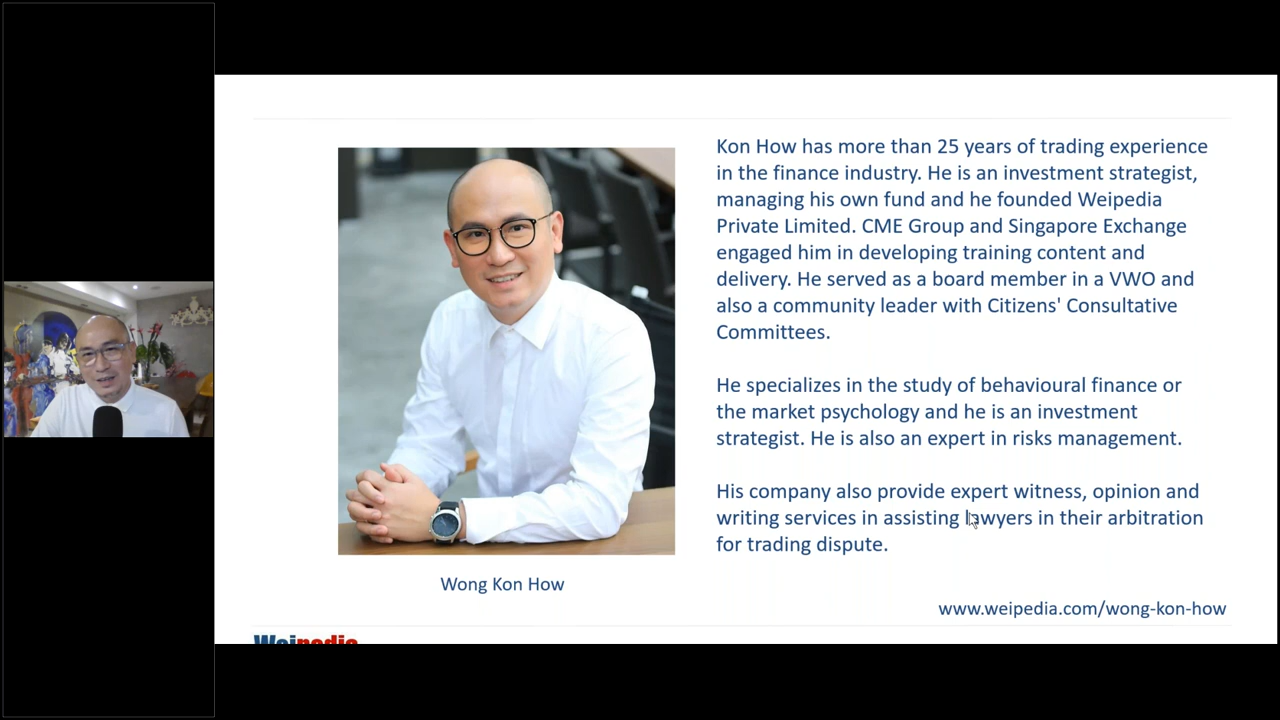 Kon How has more than 25 years of trading experience
in the finance industry. He is an investment strategist,
managing his own fund and he founded Weipedia
Private Limited. CME Group and Singapore Exchange
engaged him in developing training content and
delivery. He served as a board member in a VWO and
also a community leader with Citizens' Consultative
Committees.
He specializes in the study of behavioural finance or
the market psychology and he is an investment
strategist. He is also an expert in risks management.
His company also provide expert witness, opinion and
writing services in assisting lawyers in their arbitration
for trading dispute.
Wong Kon How
www.weipedia.com/wong-kon-how
Weipedia